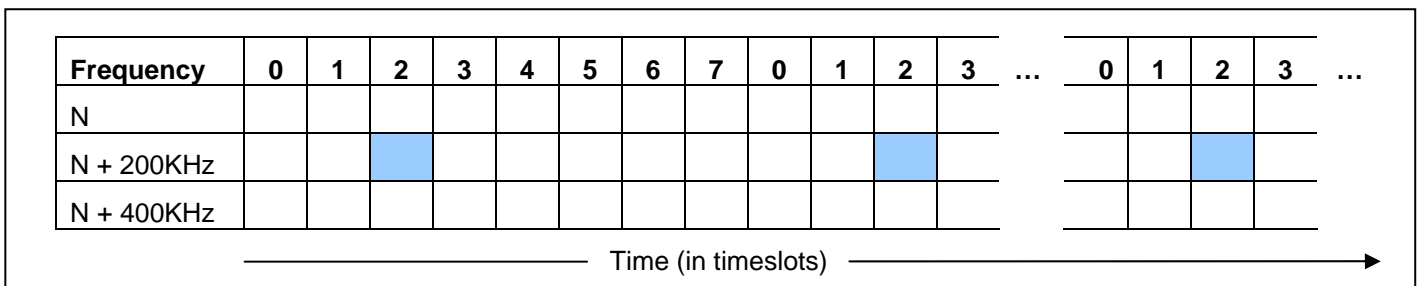 Frequency 0 1 2 3 4 5 6 7 0 1 2 3 ... 0 1 2 3 ...
N
N + 200KHz
N + 400KHz
Time (in timeslots)